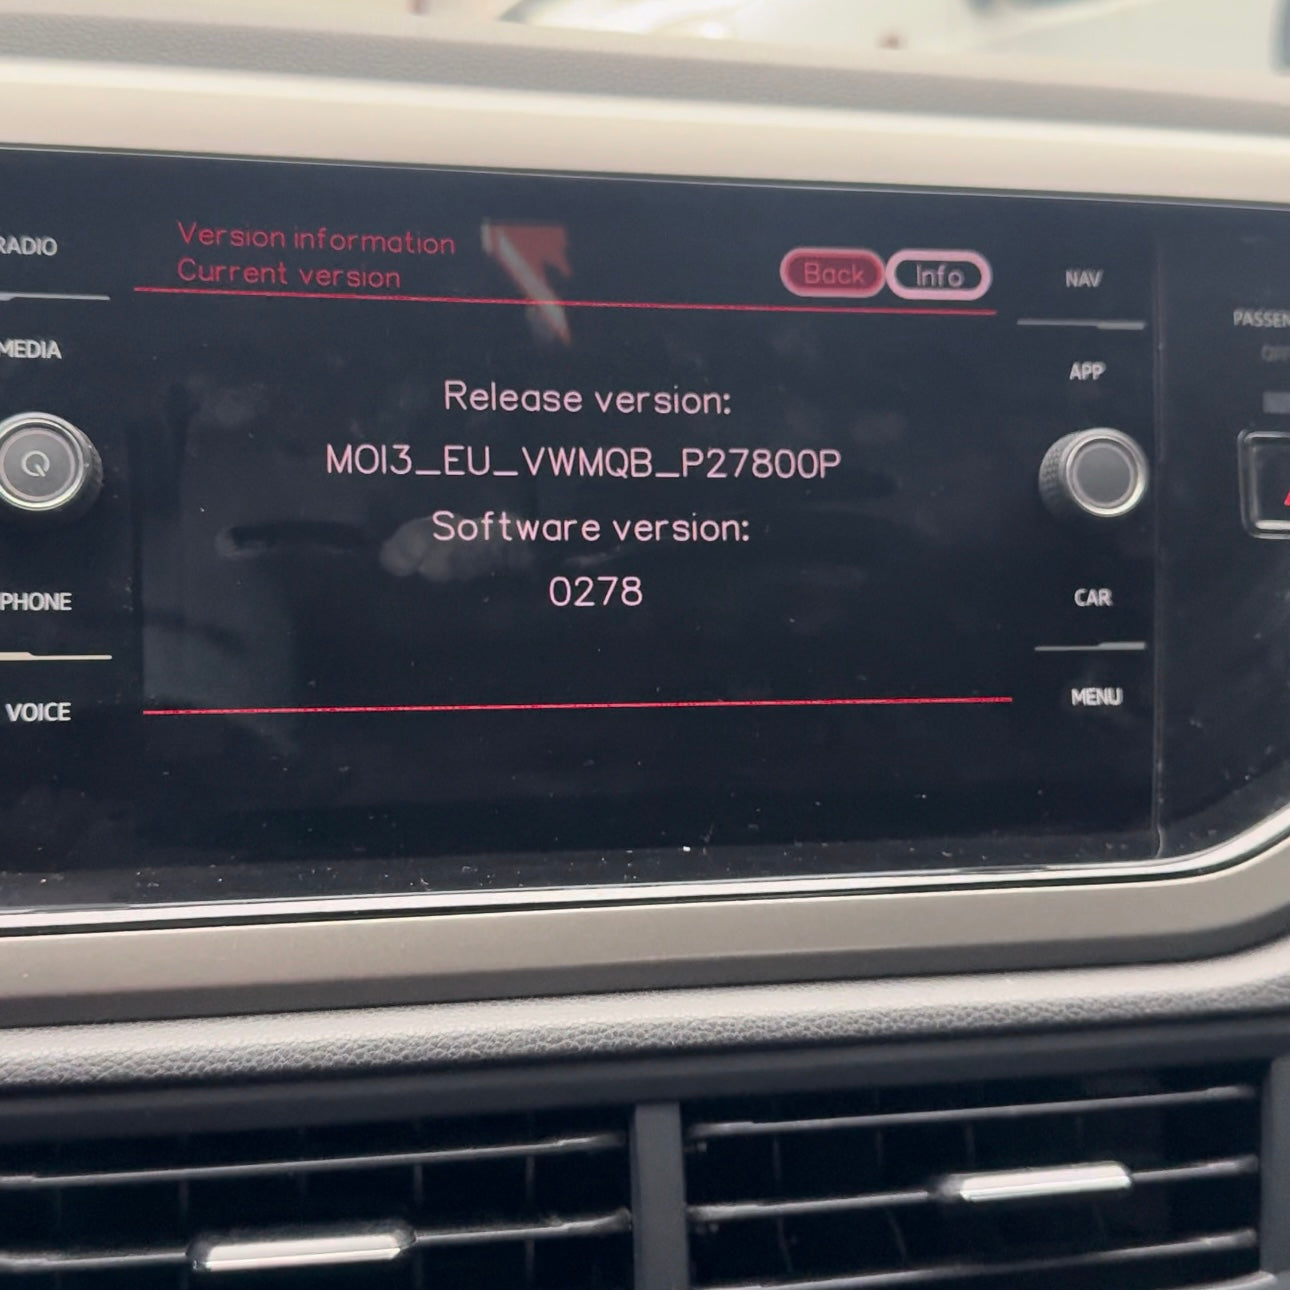 RADIO
MEDIA
PHONE
VOICE
Version information
Current version
Back
Info
Release version:
MOI3_EU_VWMQB_P27800P
Software version:
0278
NAV
APP
CAR
MENU